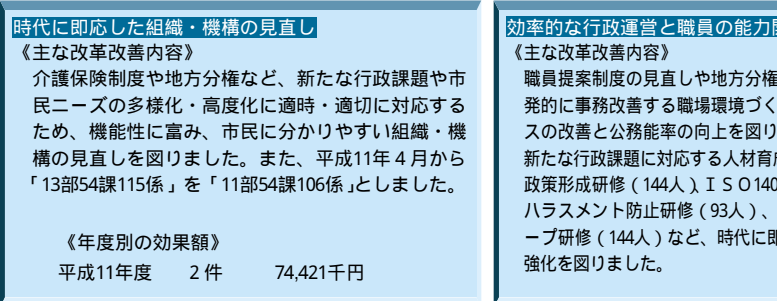 時代に即応した組織・機構の見直し
《主な改革改善内容》
介護保険制度や地方分権など、新たな行政課題や市
民ニーズの多様化・高度化に適時・適切に対応する
ため、機能性に富み、市民に分かりやすい組織・機
構の見直しを図りました。また、平成11年４月から
「13部54課115係」を「11部54課106係」としました。
《年度別の効果額》
平成11年度　２件　74,421千円
効率的な行政運営と職員の能力
《主な改革改善内容》
職員提案制度の見直しや地方分権
発的に事務改善する職場環境づく
スの改善と公務能率の向上を図り
新たな行政課題に対応する人材育
政策形成研修（144人）、ＩＳＯ140
ハラスメント防止研修（93人）、
ープ研修（144人）など、時代に即
強化を図りました。